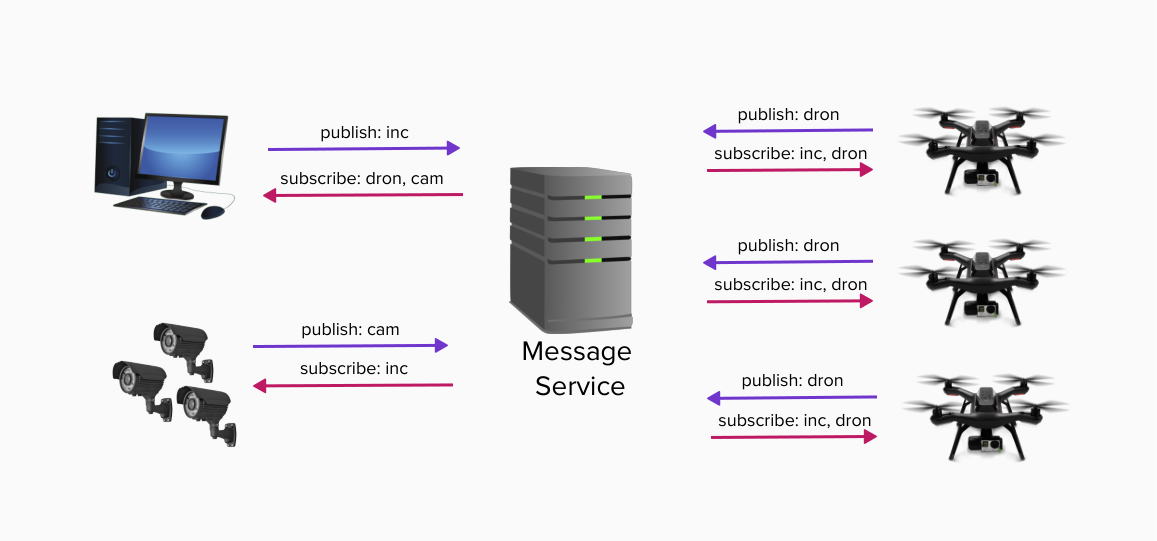 publish: inc
subscribe: dron, cam
publish: cam
subscribe: inc
Message
Service
publish: dron
subscribe: inc, dron
publish: dron
subscribe: inc, dron
publish: dron
subscribe: inc, dron